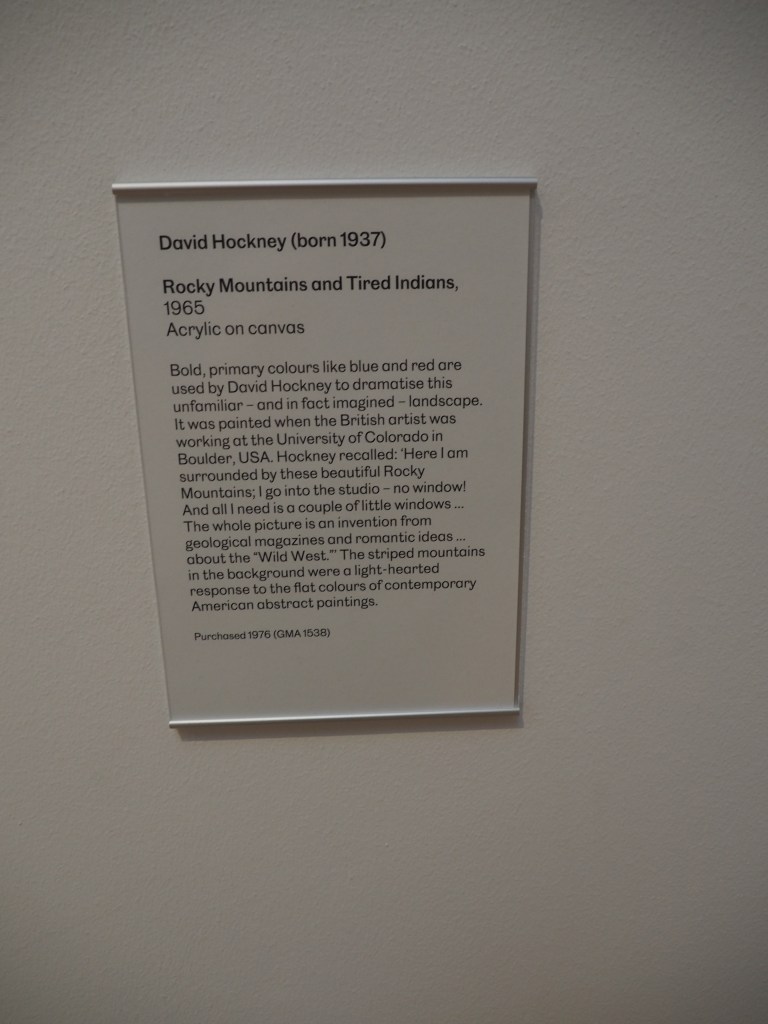 David Hockney (born 1937)
Rocky Mountains and Tired Indians,
1965
Acrylic on canvas
Bold, primary colours like blue and red are
used by David Hockney to dramatise this
unfamiliar – and in fact imagined – landscape.
It was painted when the British artist was
working at the University of Colorado in
Boulder, USA. Hockney recalled: ‘Here I am
surrounded by these beautiful Rocky
Mountains; I go into the studio – no window!
And all I need is a couple of little windows ...
The whole picture is an invention from
geological magazines and romantic ideas ...
about the “Wild West.”’ The striped mountains
in the background were a light-hearted
response to the flat colours of contemporary
American abstract paintings.
Purchased 1976 (GMA 1538)